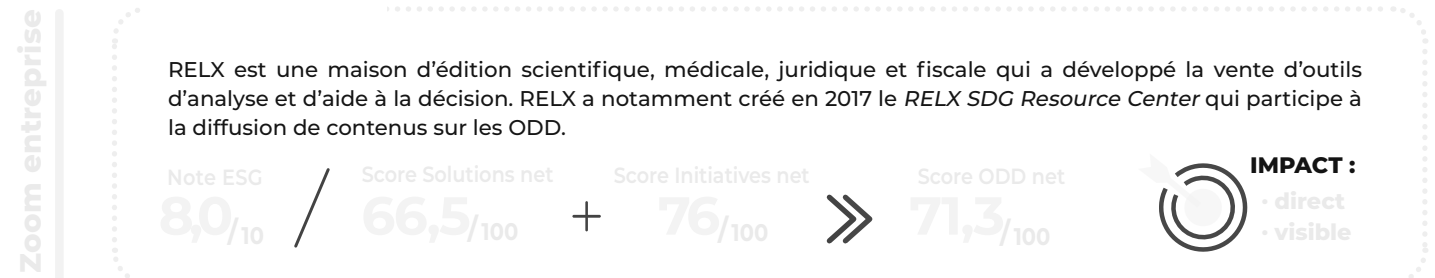 Zoom entreprise
RELX est une maison d’édition scientifique, médicale, juridique et fiscale qui a développé la vente d’outils
d’analyse et d’aide à la décision. RELX a notamment créé en 2017 le RELX SDG Resource Center qui participe à
la diffusion de contenus sur les ODD.
Note ESG
8,0/10
/
Score Solutions net
66,5/100
+
Score Initiatives net
76/100
Score ODD net
71,3/100
IMPACT :
· direct
· visible